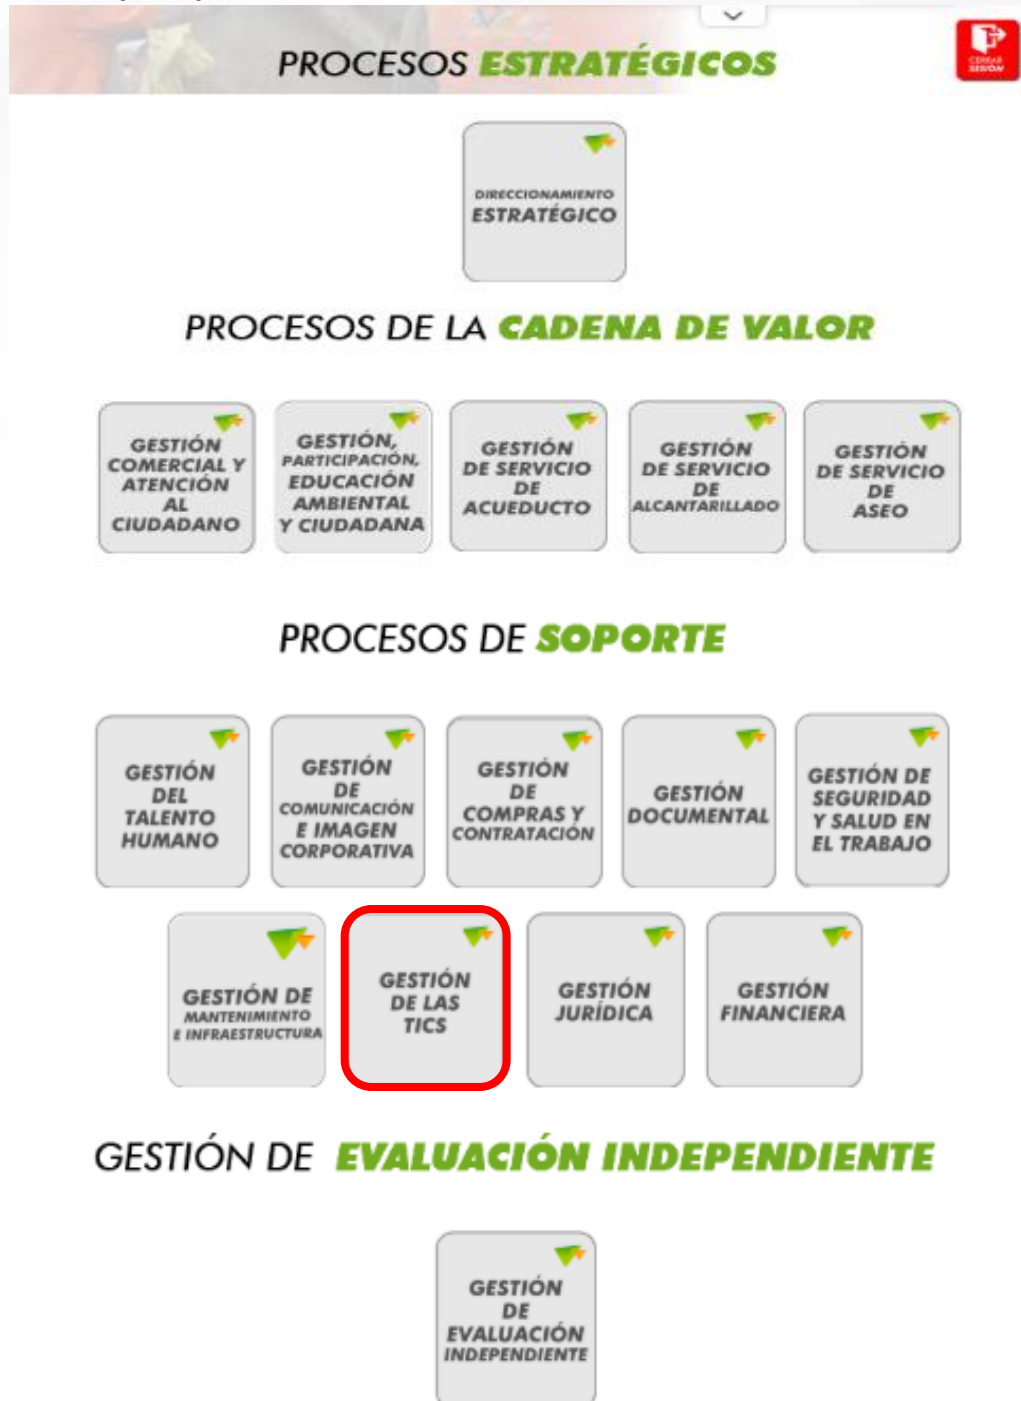 PROCESOS ESTRATÉGICOS
CERRAR
SESIÓN
DIRECCIONAMIENTO
ESTRATÉGICO
PROCESOS DE LA CADENA DE VALOR
GESTIÓN
COMERCIAL Y
ATENCIÓN
AL
CIUDADANO
GESTIÓN,
PARTICIPACIÓN,
EDUCACIÓN
AMBIENTAL
Y CIUDADANA
GESTIÓN
DE SERVICIO
DE
ACUEDUCTO
GESTIÓN
DE SERVICIO
DE
ALCANTARILLADO
GESTIÓN
DE SERVICIO
DE
ASEO
PROCESOS DE SOPORTE
GESTIÓN
DEL
TALENTO
HUMANO
GESTIÓN
DE
COMUNICACIÓN
E IMAGEN
CORPORATIVA
GESTIÓN
DE
COMPRAS Y
CONTRATACIÓN
GESTIÓN
DOCUMENTAL
GESTIÓN DE
SEGURIDAD
Y SALUD EN
EL TRABAJO
GESTIÓN DE
MANTENIMIENTO
E INFRAESTRUCTURA
GESTIÓN
DE LAS
TICS
GESTIÓN
JURÍDICA
GESTIÓN
FINANCIERA
GESTIÓN DE EVALUACIÓN INDEPENDIENTE
GESTIÓN
DE
EVALUACIÓN
INDEPENDIENTE